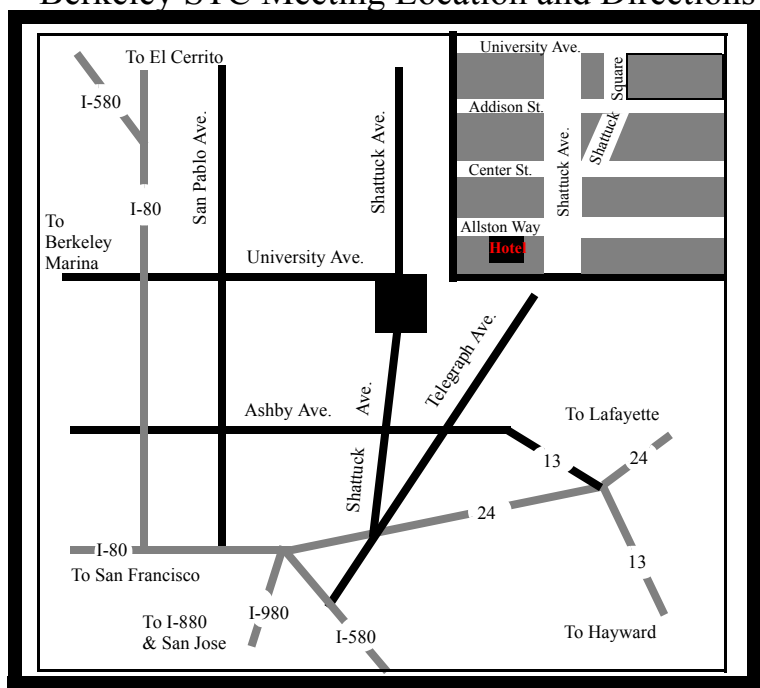 Berkeley STC Meeting Location and Directions
To El Cerrito
I-580
San Pablo Ave.
Shattuck Ave.
I-80
To
Berkeley
Marina
University Ave.
University Ave.
Shattuck Square
Addison St.
Shattuck
Shattuck Ave.
Center St.
Allston Way
Hotel
Telegraph Ave.
Ashby Ave.
Shattuck Ave.
To Lafayette
13
24
24
I-80
To San Francisco
13
I-980
To I-880
& San Jose
I-580
To Hayward